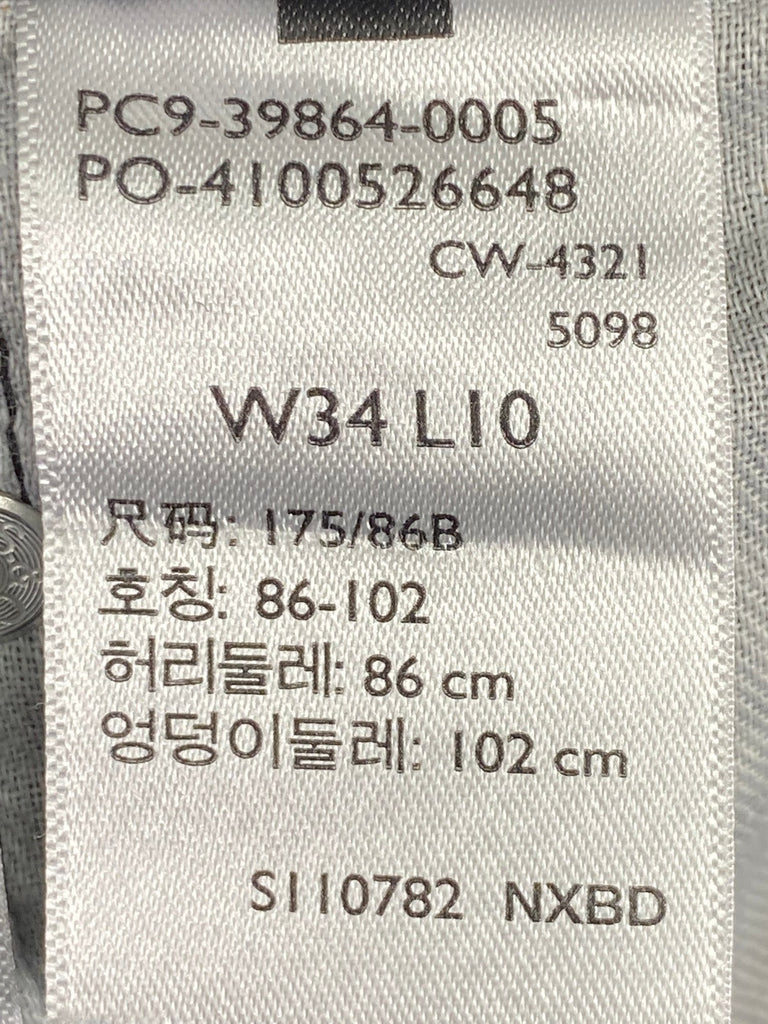 PC9-39864-0005
PO-4100526648
CW-4321
5098
W34 L10
尺码: 175/86B
호칭: 86-102
허리둘레: 86 cm
엉덩이둘레: 102 cm
S110782 NXBD